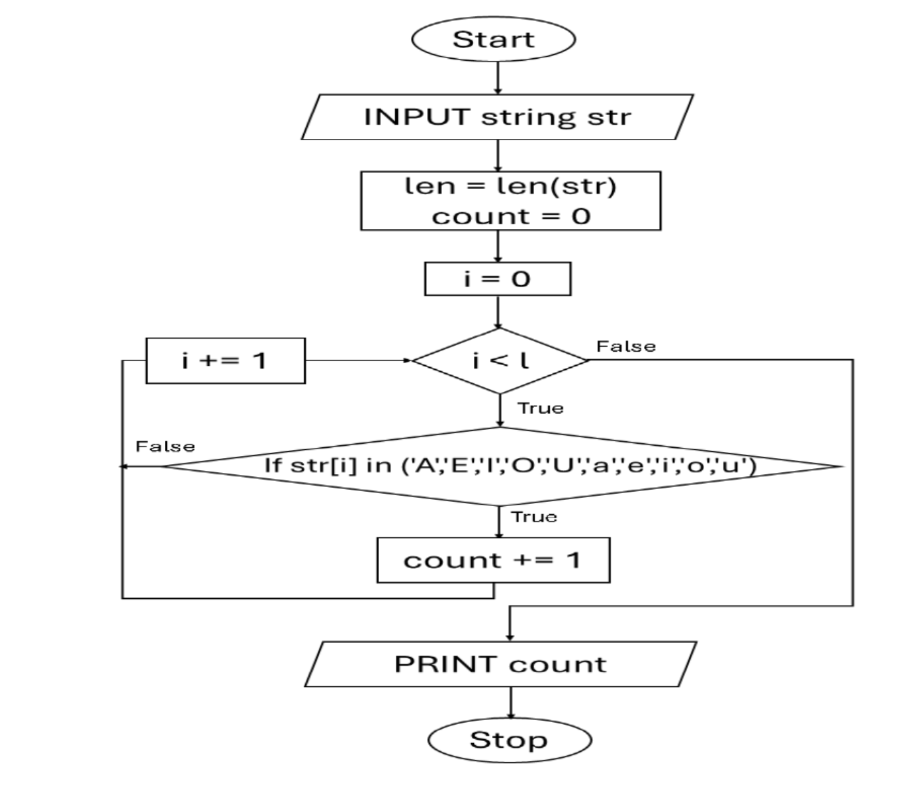 Start
INPUT string str
len = len(str)
count = 0
i = 0
i += 1
i < l
False
True
False
If str[i] in ('A','E','I','O','U','a','e','i','o','u')
True
count += 1
PRINT count
Stop